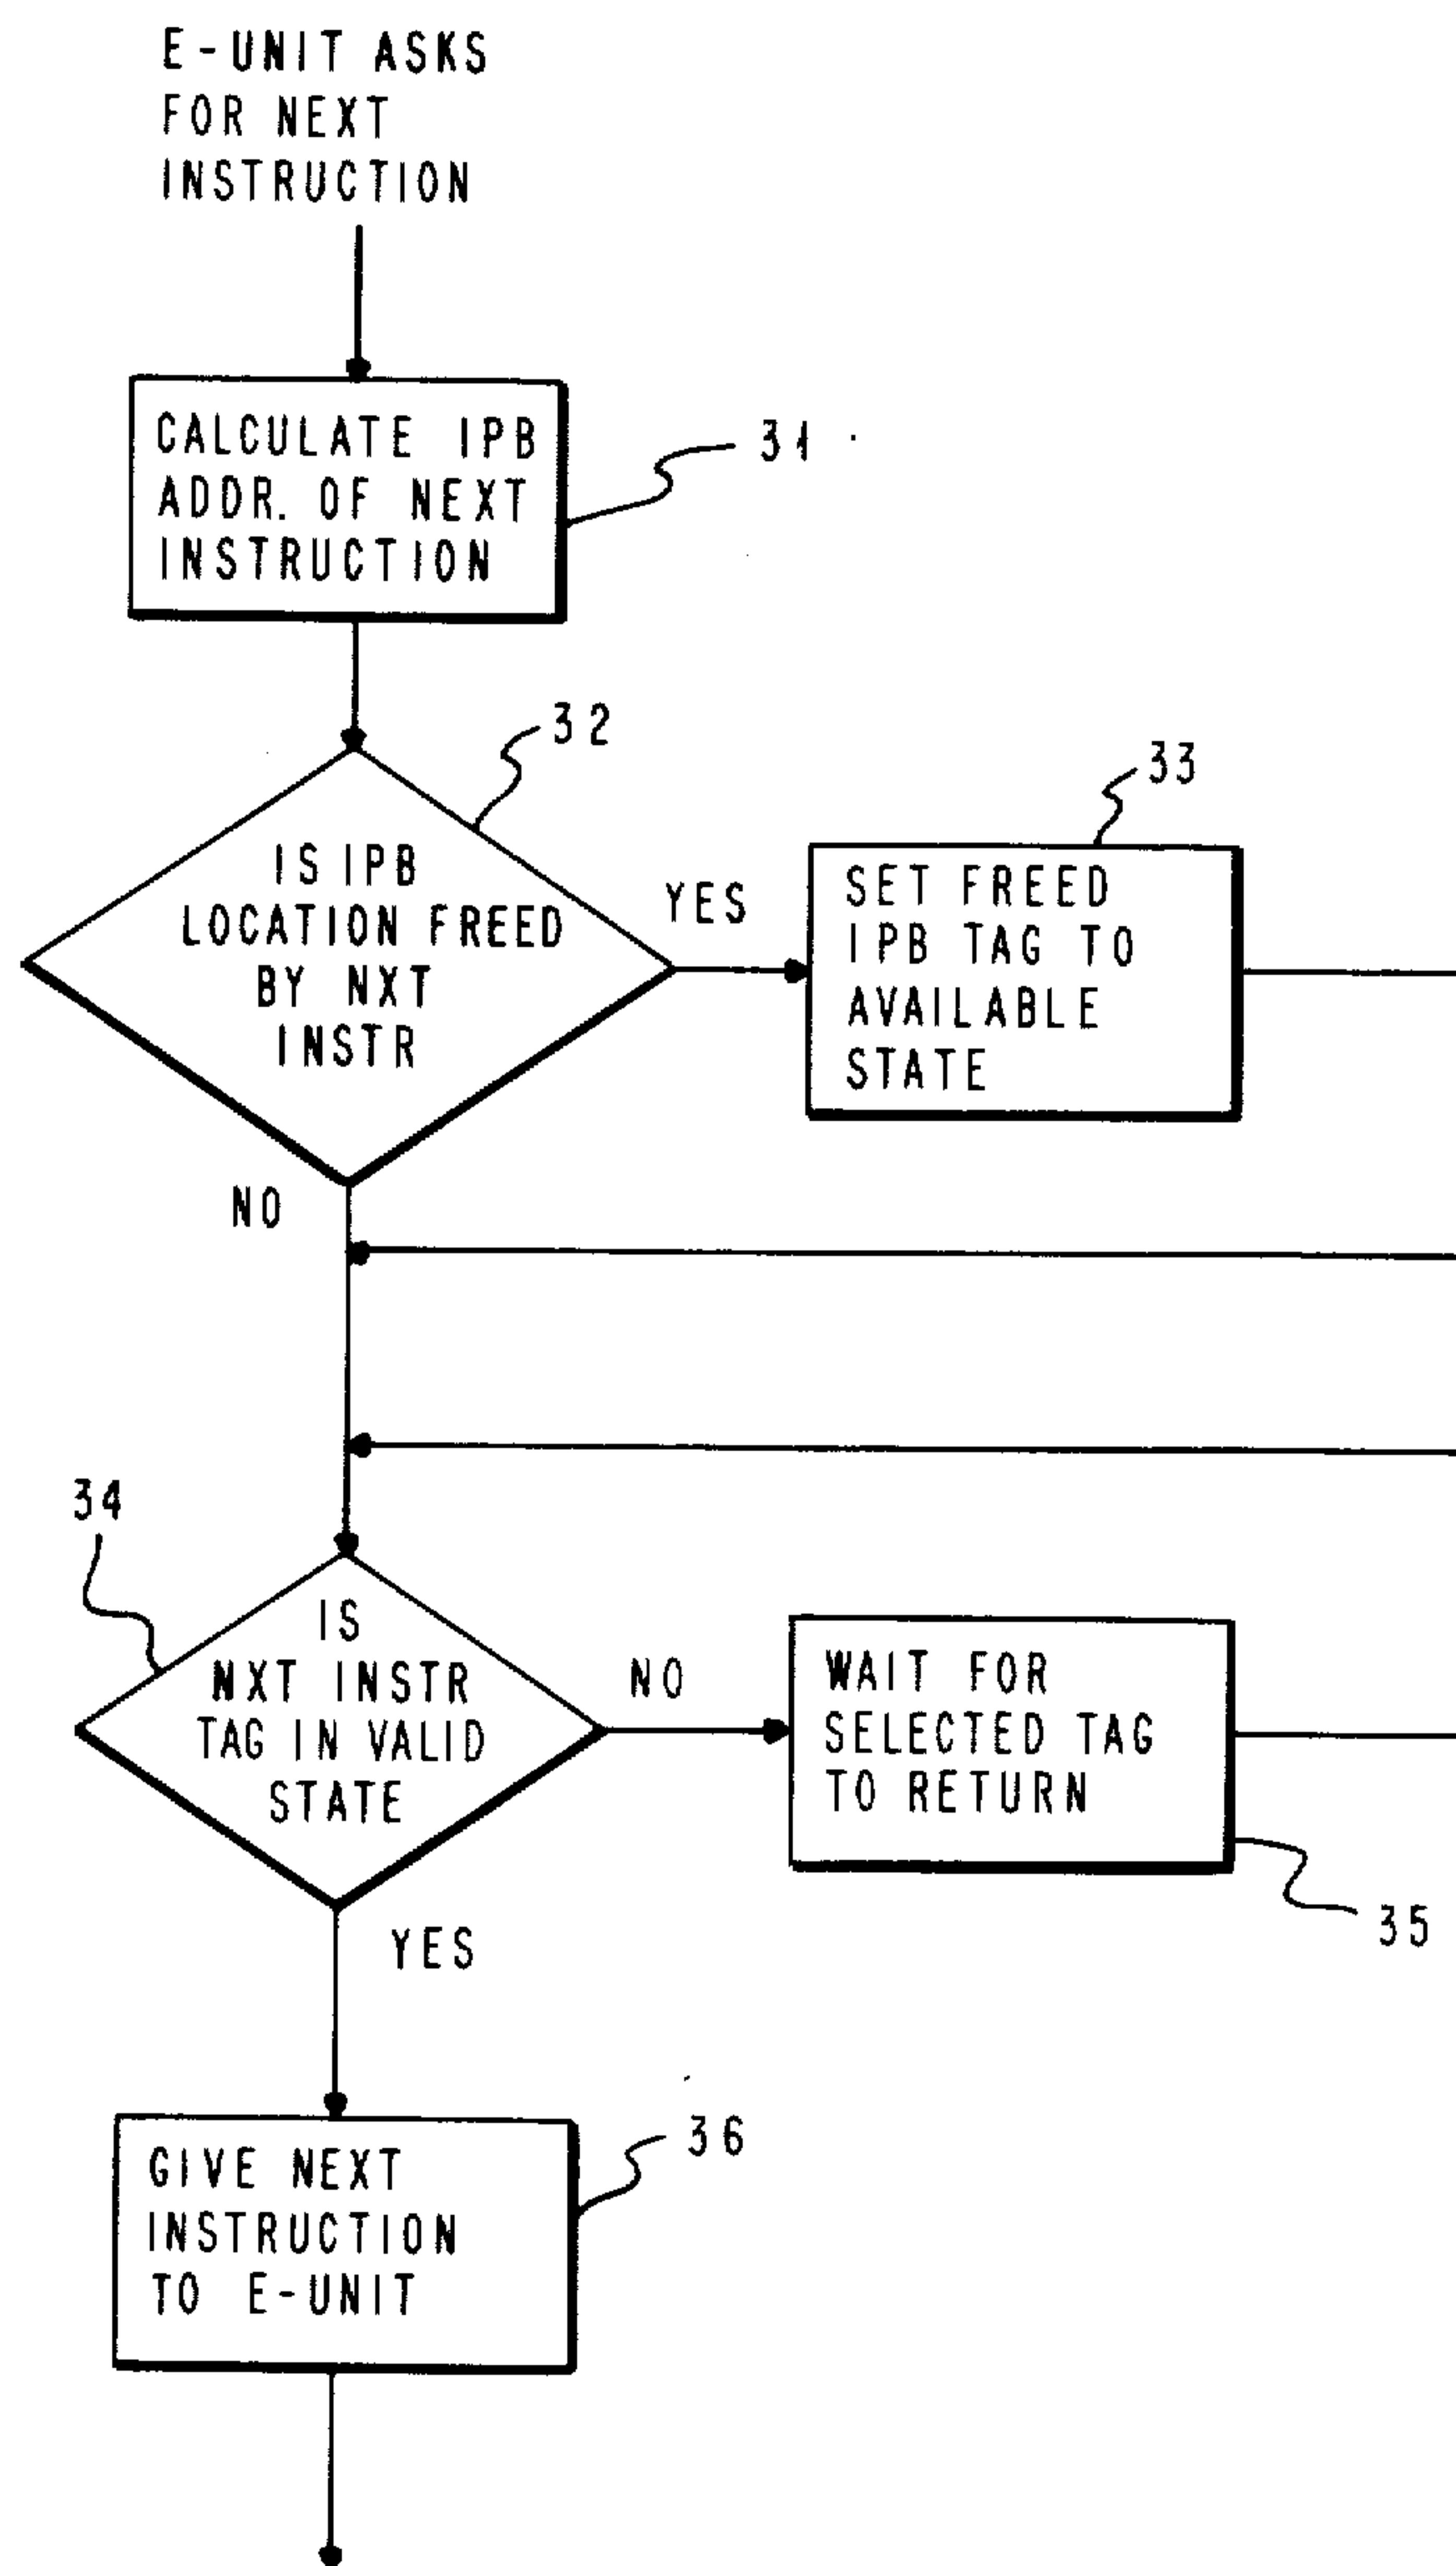 E-UNIT ASKS
FOR NEXT
INSTRUCTION
CALCULATE IPB
ADDR. OF NEXT
INSTRUCTION
31
32
IS IPB
LOCATION FREED
BY NXT
INSTR
YES
33
SET FREED
IPB TAG TO
AVAILABLE
STATE
NO
34
IS
NXT INSTR
TAG IN VALID
STATE
NO
WAIT FOR
SELECTED TAG
TO RETURN
35
YES
36
GIVE NEXT
INSTRUCTION
TO E-UNIT